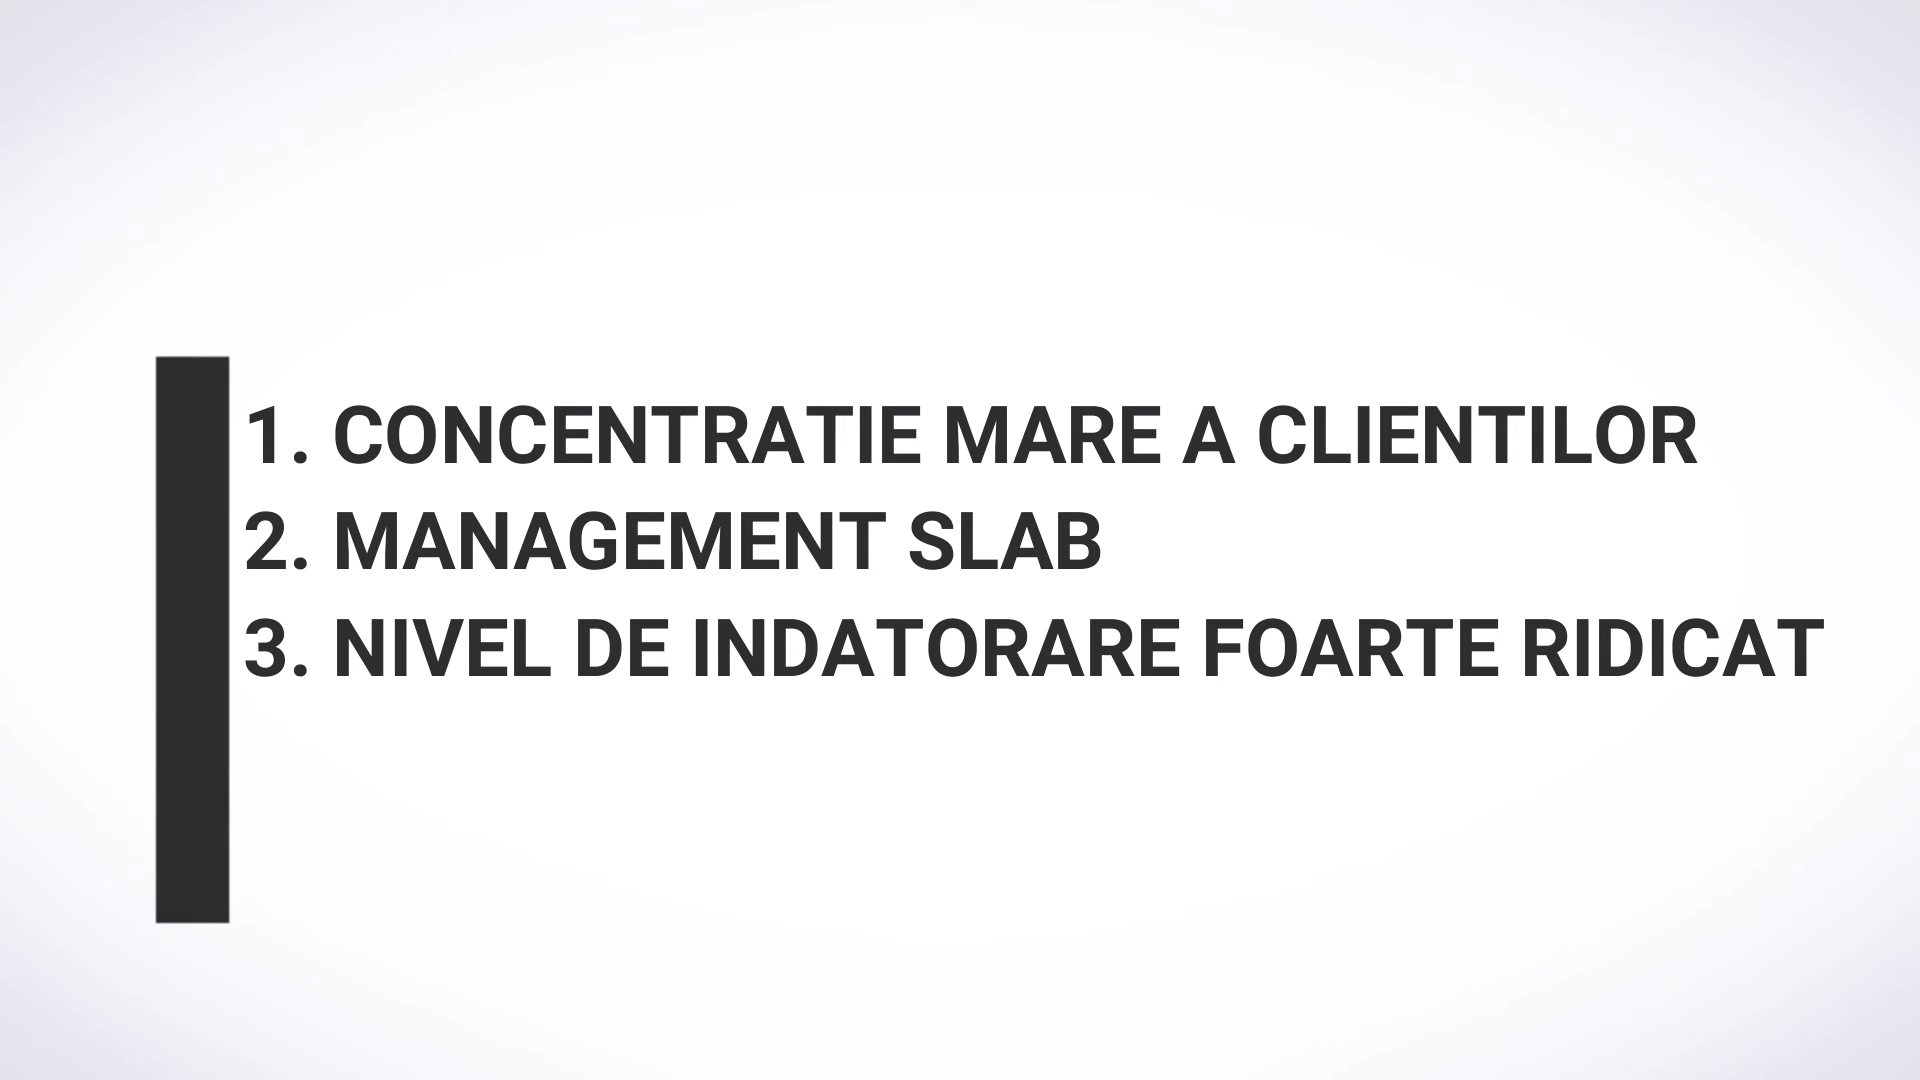 1. CONCENTRATIE MARE A CLIENTILOR
2. MANAGEMENT SLAB
3. NIVEL DE INDATORARE FOARTE RIDICAT